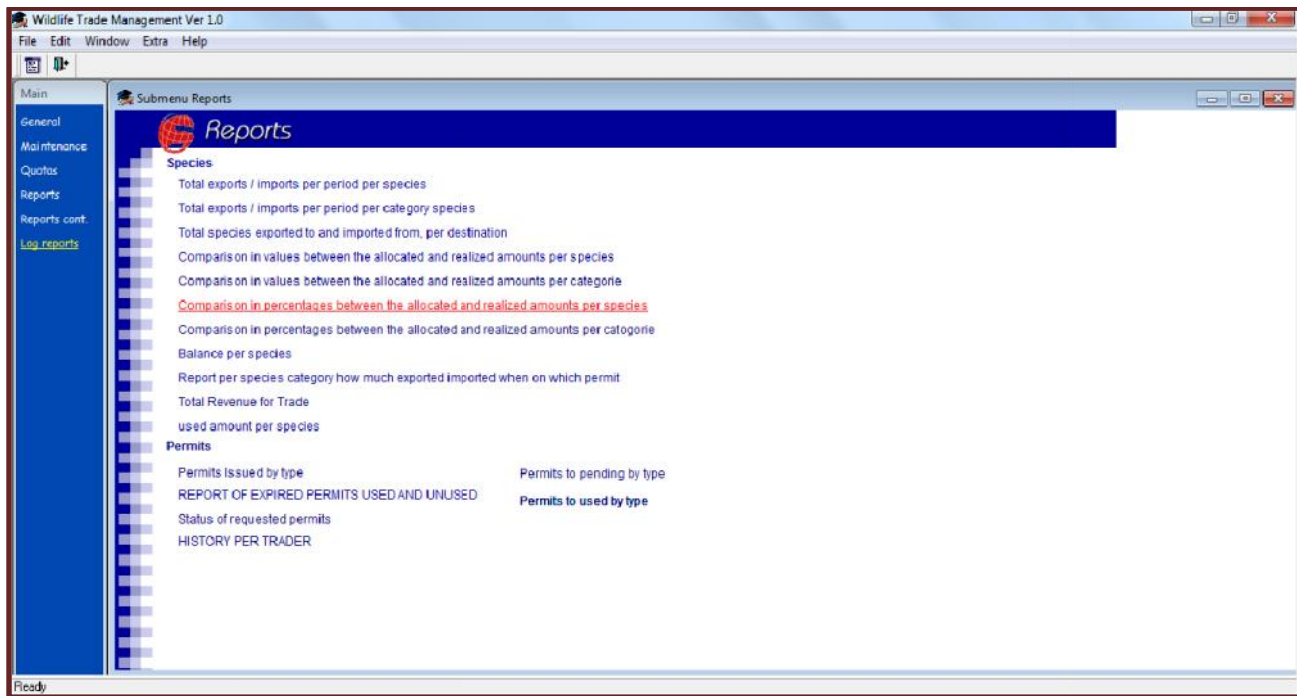 Wildlife Trade Management Ver 1.0
File Edit Window Extra Help
Main
General
Maintenance
Quotas
Reports
Reports cont.
Log reports
Submenu Reports
Reports
Species
Total exports / imports per period per species
Total exports / imports per period per category species
Total species exported to and imported from, per destination
Comparison in values between the allocated and realized amounts per species
Comparison in values between the allocated and realized amounts per categorie
Comparison in percentages between the allocated and realized amounts per species
Comparison in percentages between the allocated and realized amounts per catogorie
Balance per species
Report per species category how much exported imported when on which permit
Total Revenue for Trade
used amount per species
Permits
Permits Issued by type Permits to pending by type
REPORT OF EXPIRED PERMITS USED AND UNUSED Permits to used by type
Status of requested permits
HISTORY PER TRADER
Ready